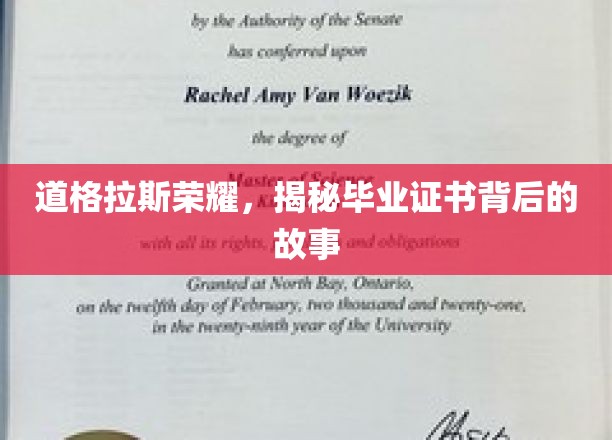 by the Authority of the Senate
has conferred upon
Rachel Amy Van Woezik
the degree of
Master of Science
道格拉斯荣耀，揭秘毕业证书背后的
with all its rights, and obligations
故事
Granted at North Bay, Ontario,
on the twelfth day of February, two thousand and twenty-one,
in the twenty-ninth year of the University